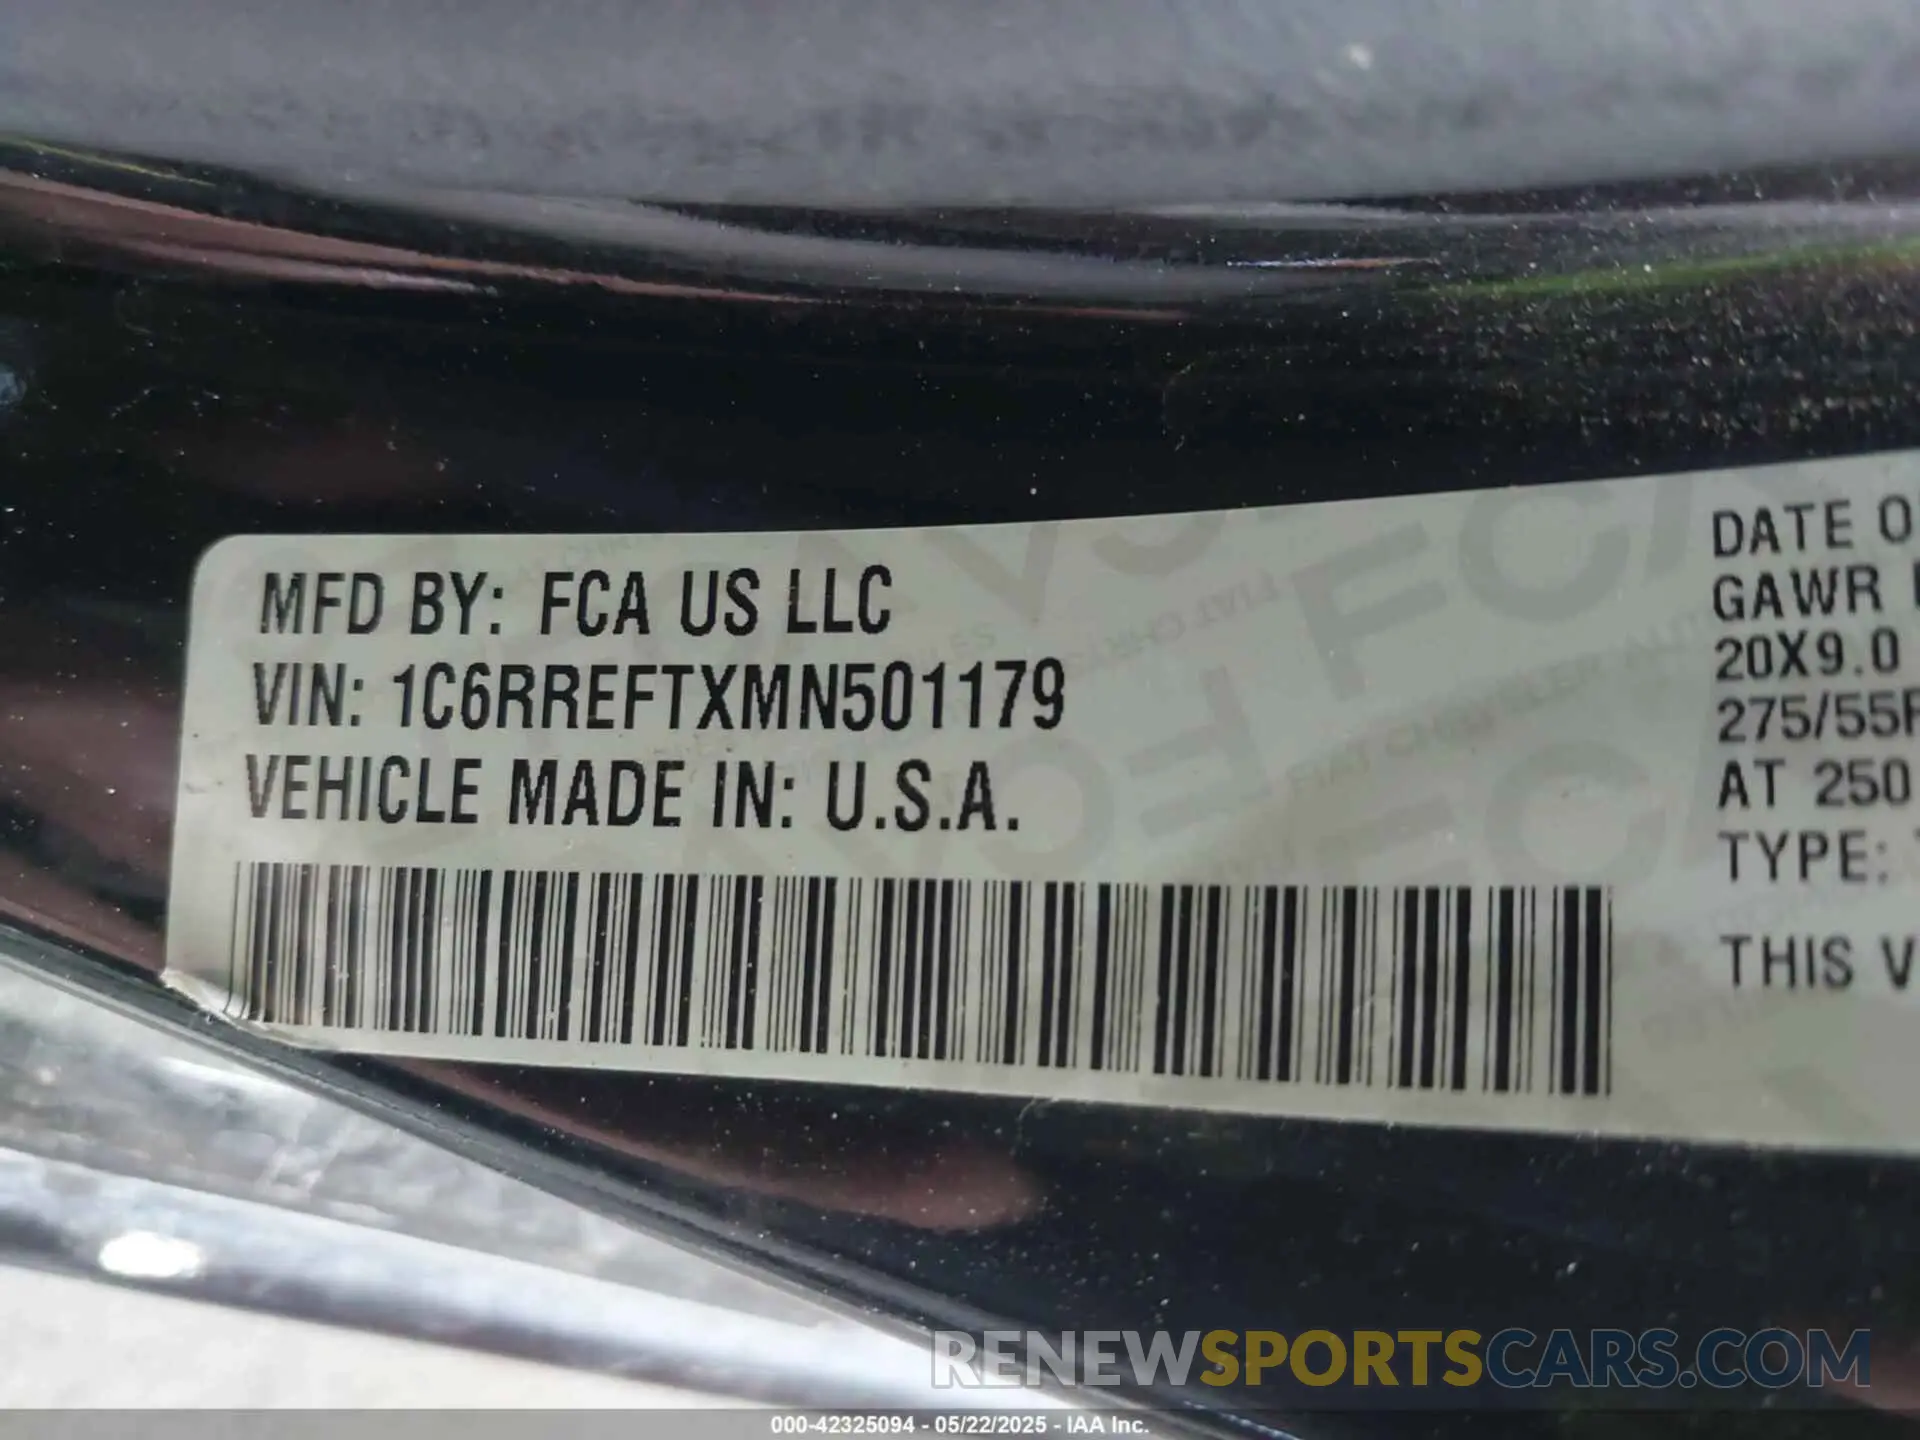 MFD BY: FCA US LLC
VIN: 1C6RREFTXMN501179
VEHICLE MADE IN: U.S.A.
DATE O
GAWR
20X9.0
275/55R
AT 250
TYPE:
THIS V
RENEWSPORTSCARS.COM
000-42325094 - 05/22/2025 - IAA Inc.